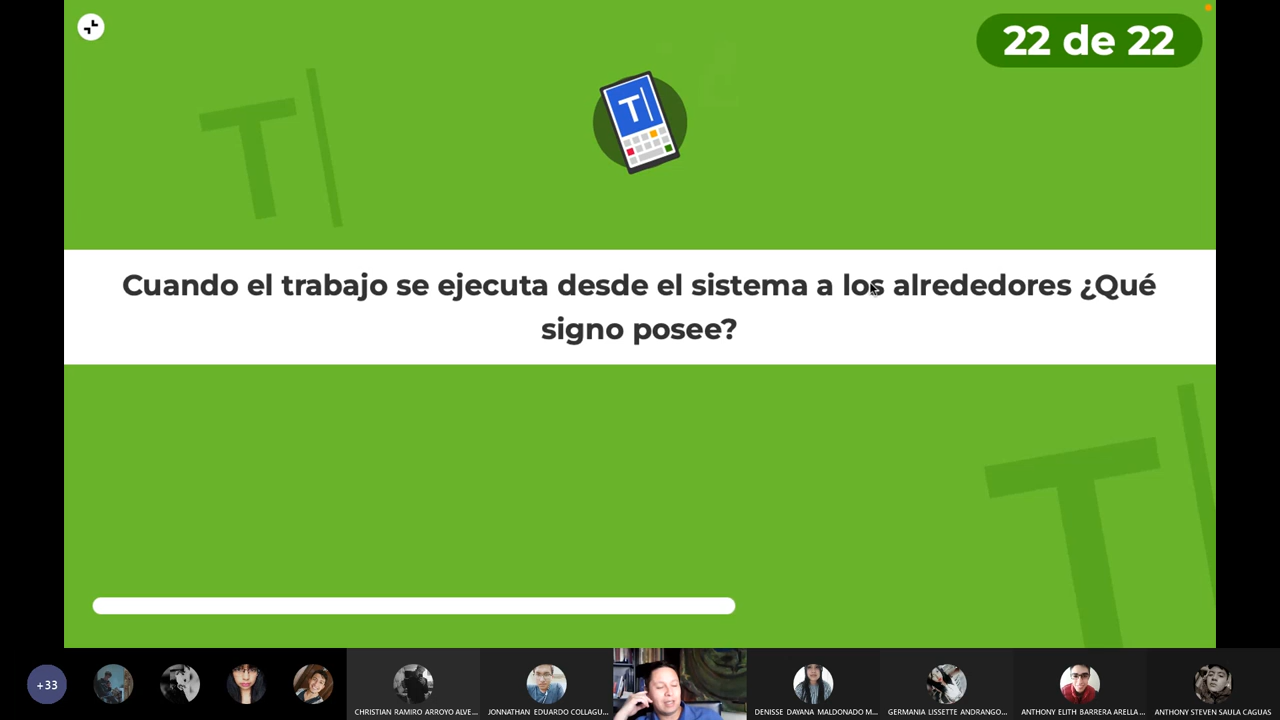 22 de 22
T
T
Cuando el trabajo se ejecuta desde el sistema a los alrededores ¿Qué
signo posee?
T
+33
CHRISTIAN RAMIRO ARROYO ALVE...
JONNATHAN EDUARDO COLLAGU...
DENISSE DAYANA MALDONADO M...
GERMANIA LISSETTE ANDRANGO...
ANTHONY ELITH BARRERA ARELLA ...
ANTHONY STEVEN SAULA CAGUAS